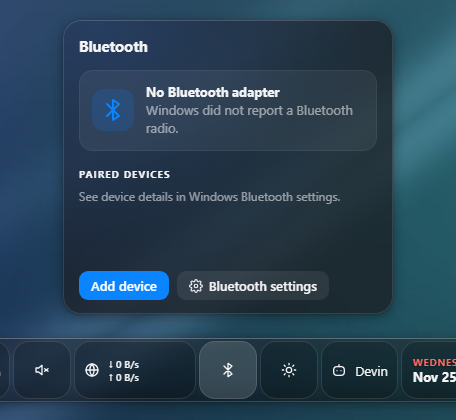 Bluetooth
No Bluetooth adapter
Windows did not report a Bluetooth
radio.
PAIRED DEVICES
See device details in Windows Bluetooth settings.
Add device
Bluetooth settings
↓ 0 B/s
↑ 0 B/s
Devin
WEDNES
Nov 25